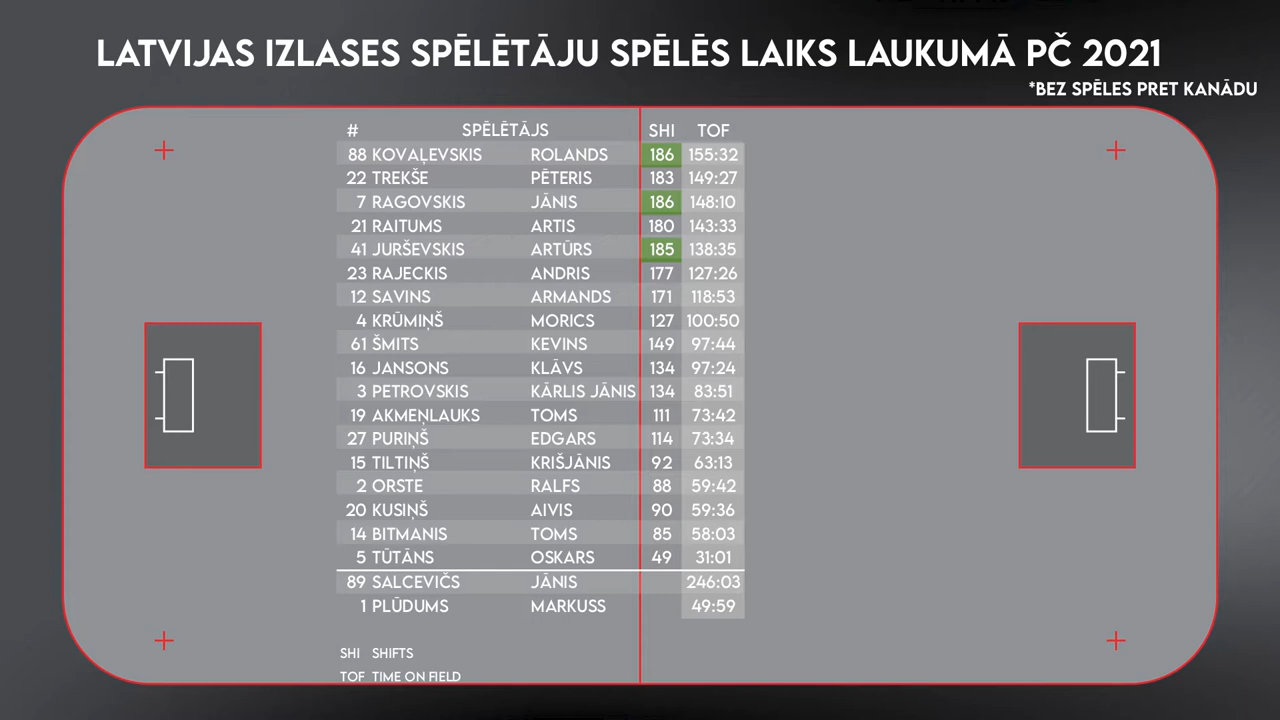 LATVIJAS IZLASES SPĒLĒTĀJU SPĒLĒS LAIKS LAUKUMĀ PČ 2021
*BEZ SPĒLES PRET KANĀDU
# SPĒLĒTĀJS SHI TOF
88 KOVAĻEVSKIS ROLANDS 186 155:32
22 TREKŠE PĒTERIS 183 149:27
7 RAGOVSKIS JĀNIS 186 148:10
21 RAITUMS ARTIS 180 143:33
41 JURŠEVSKIS ARTŪRS 185 138:35
23 RAJECKIS ANDRIS 177 127:26
12 SAVINS ARMANDS 171 118:53
4 KRŪMIŅŠ MORICS 127 100:50
61 ŠMITS KEVINS 149 97:44
16 JANSONS KLĀVS 134 97:24
3 PETROVSKIS KĀRLIS JĀNIS 134 83:51
19 AKMEŅLAUKS TOMS 111 73:42
27 PURIŅŠ EDGARS 114 73:34
15 TILTIŅŠ KRIŠJĀNIS 92 63:13
2 ORSTE RALFS 88 59:42
20 KUSIŅŠ AIVIS 90 59:36
14 BITMANIS TOMS 85 58:03
5 TŪTĀNS OSKARS 49 31:01
89 SALCEVIČS JĀNIS 246:03
1 PLŪDUMS MARKUSS 49:59
SHI SHIFTS
TOF TIME ON FIELD